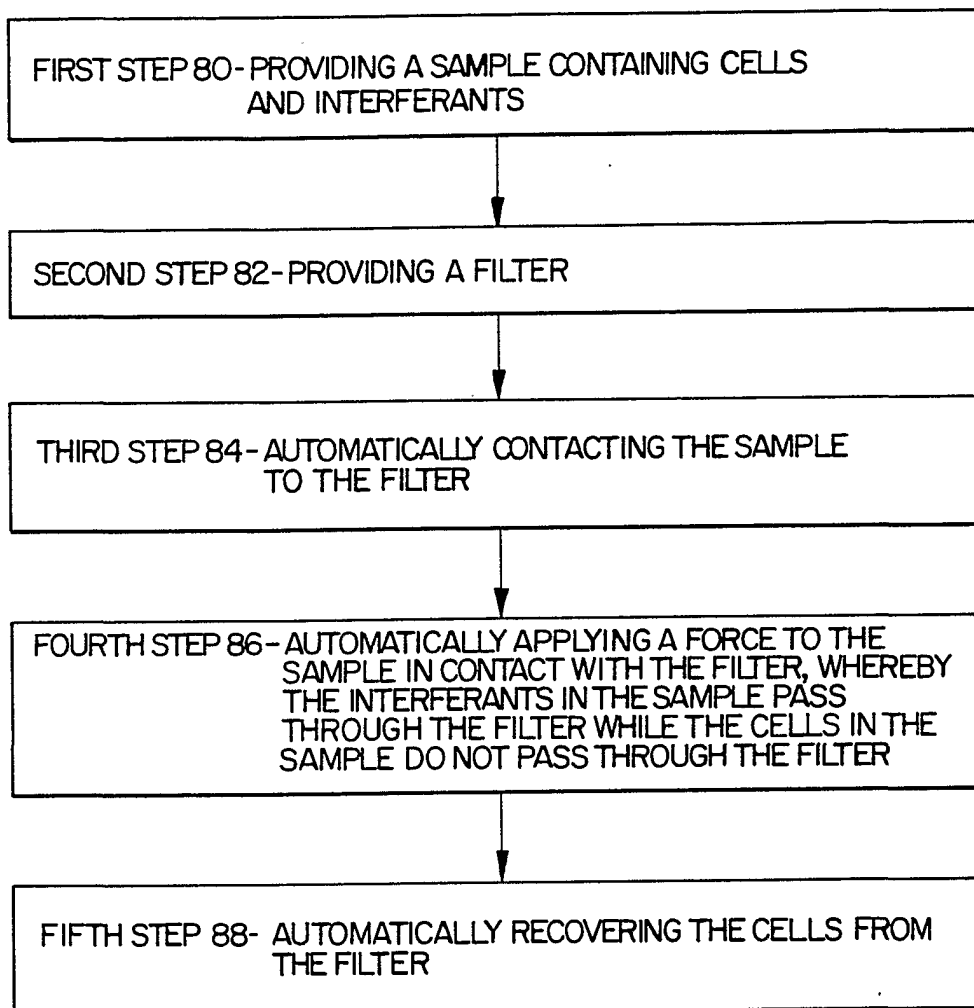 FIRST STEP 80-PROVIDING A SAMPLE CONTAINING CELLS
AND INTERFERANTS
SECOND STEP 82-PROVIDING A FILTER
THIRD STEP 84-AUTOMATICALLY CONTACTING THE SAMPLE
TO THE FILTER
FOURTH STEP 86-AUTOMATICALLY APPLYING A FORCE TO THE
SAMPLE IN CONTACT WITH THE FILTER, WHEREBY
THE INTERFERANTS IN THE SAMPLE PASS
THROUGH THE FILTER WHILE THE CELLS IN THE
SAMPLE DO NOT PASS THROUGH THE FILTER
FIFTH STEP 88- AUTOMATICALLY RECOVERING THE CELLS FROM
THE FILTER